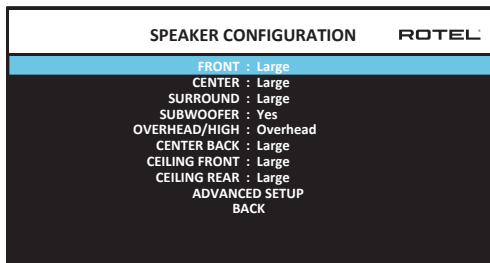 SPEAKER CONFIGURATION ROTEL
FRONT : Large
CENTER : Large
SURROUND : Large
SUBWOOFER : Yes
OVERHEAD/HIGH : Overhead
CENTER BACK : Large
CEILING FRONT : Large
CEILING REAR : Large
ADVANCED SETUP
BACK